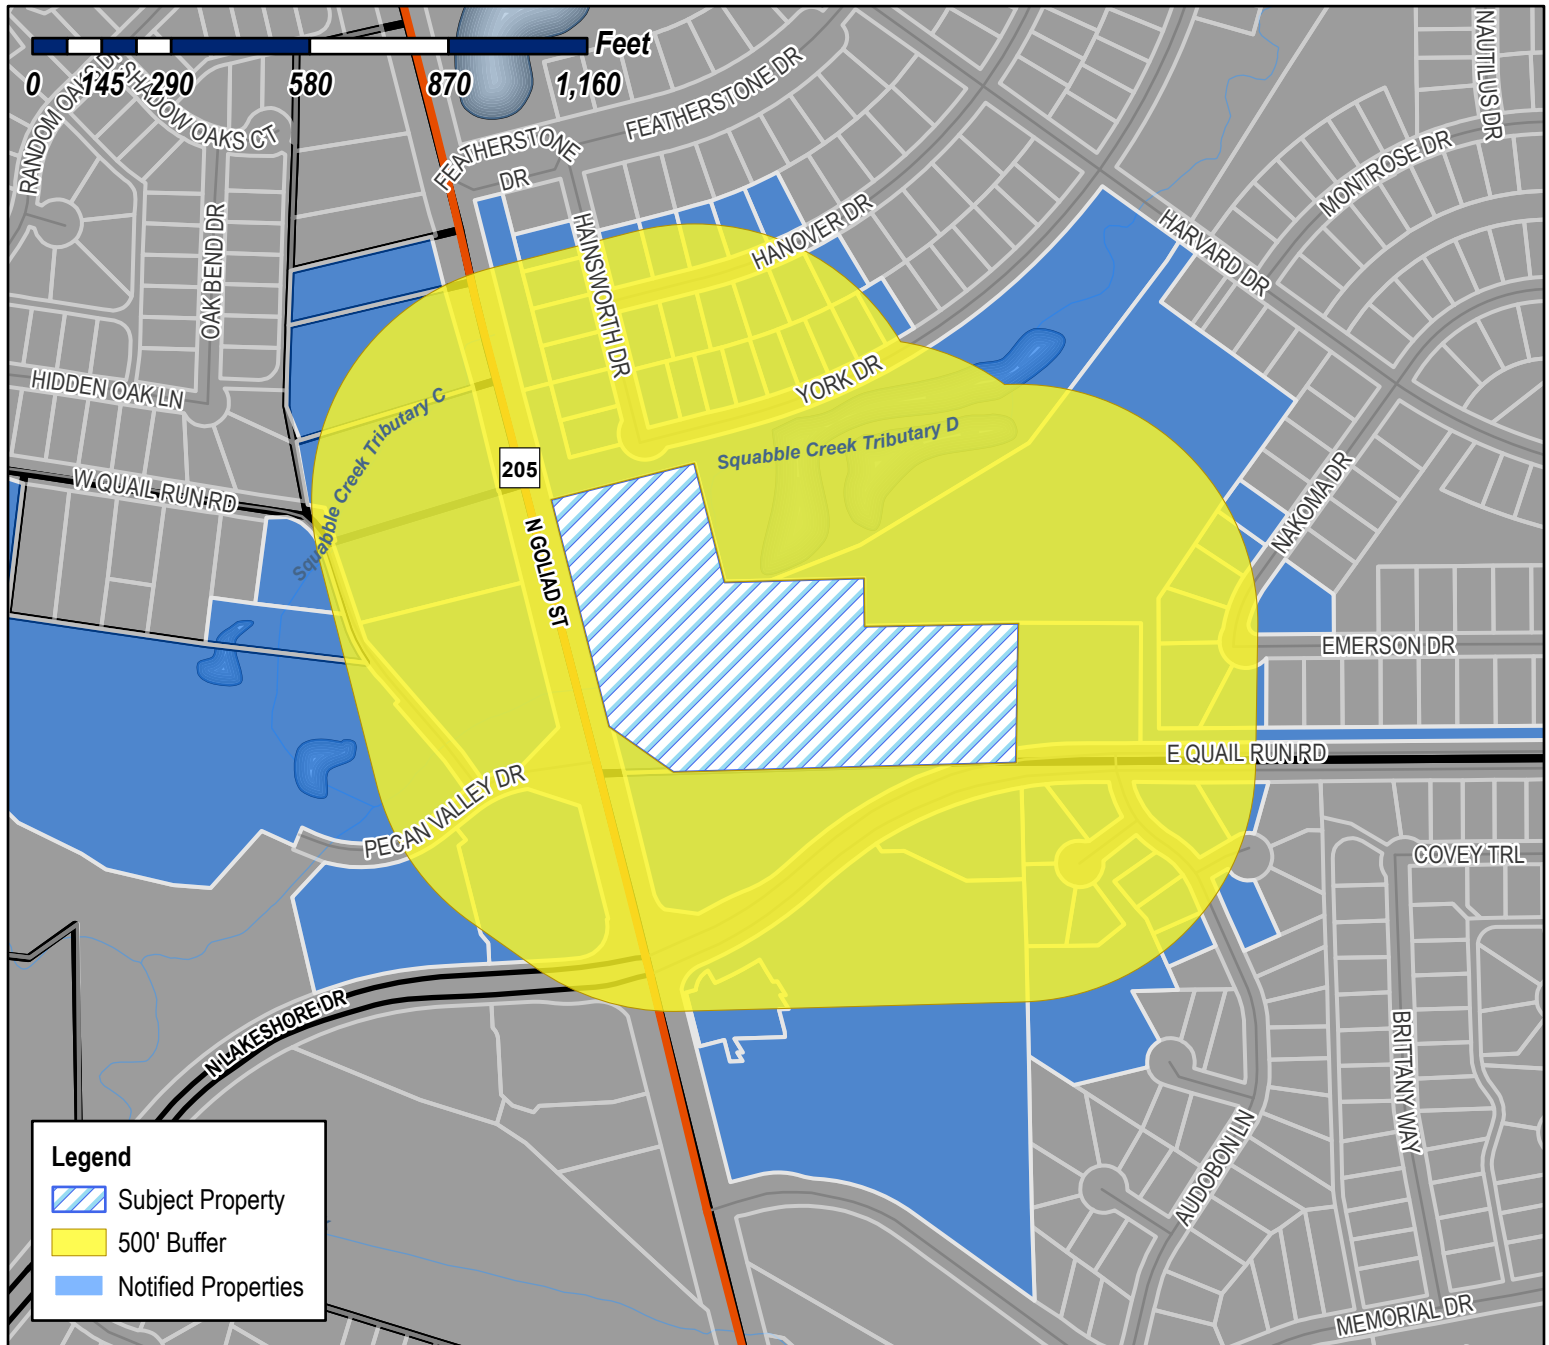 Feet
0 145 290 580 870 1,160
RANDOM OAKS DR
SHADOW OAKS CT
OAK BEND DR
HIDDEN OAK LN
W QUAIL RUN RD
FEATHERSTONE DR
FEATHERSTONE DR
HAINSWORTH DR
HANOVER DR
YORK DR
HARVARD DR
MONTROSE DR
NAUTILUS DR
NAKOMA DR
EMERSON DR
Squabble Creek Tributary C
Squabble Creek Tributary D
205
N GOLIAD ST
E QUAIL RUN RD
PECAN VALLEY DR
COVEY TRL
N LAKESHORE DR
BRITTANY WAY
AUDOBON LN
MEMORIAL DR
Legend
Subject Property
500' Buffer
Notified Properties